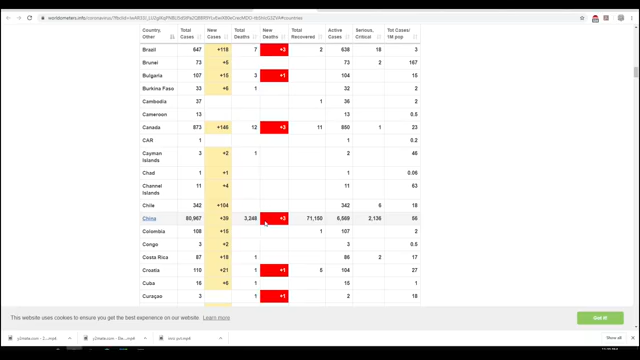 worldometers.info/coronavirus/
Country, Other Total Cases New Cases Total Deaths New Deaths Total Recovered Active Cases Serious, Critical Tot Cases/ 1M pop
Brazil 647 +118 7 +3 2 638 18 3
Brunei 73 +5 73 2 167
Bulgaria 107 +15 3 +1 104 15
Burkina Faso 33 +6 1 32 2
Cambodia 37 1 36 2
Cameroon 13 13 0.5
Canada 873 +146 12 +3 11 850 1 23
CAR 1 1 0.2
Cayman Islands 3 +2 1 2 46
Chad 1 +1 1 0.06
Channel Islands 11 +4 11 63
Chile 342 +104 342 6 18
China 80,967 +39 3,248 +3 71,150 6,569 2,136 56
Colombia 108 +15 1 107 2
Congo 3 +2 3 0.5
Costa Rica 87 +18 1 86 2 17
Croatia 110 +21 1 +1 5 104 27
Cuba 16 +6 1 15 1
Curaçao 3 1 +1 2 18
This website uses cookies to ensure you get the best experience on our website. Learn more
Got it!
Show all